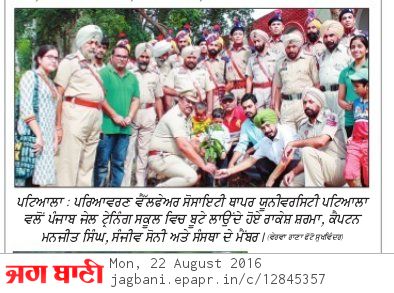 ਪਟਿਆਲਾ : ਪਰਿਆਵਰਣ ਵੈੱਲਫੇਅਰ ਸੋਸਾਇਟੀ ਥਾਪਰ ਯੂਨੀਵਰਸਿਟੀ ਪਟਿਆਲਾ
ਵਲੋਂ ਪੰਜਾਬ ਜੇਲ ਟ੍ਰੇਨਿੰਗ ਸਕੂਲ ਵਿਚ ਬੂਟੇ ਲਾਉਂਦੇ ਹੋਏ ਰਾਕੇਸ਼ ਸ਼ਰਮਾ, ਕੈਪਟਨ
ਮਨਜੀਤ ਸਿੰਘ, ਸੰਜੀਵ ਸੋਨੀ ਅਤੇ ਸੰਸਥਾ ਦੇ ਮੈਂਬਰ।
ਜਗ ਬਾਣੀ
Mon, 22 August 2016
jagbani.epapr.in/c/12845357